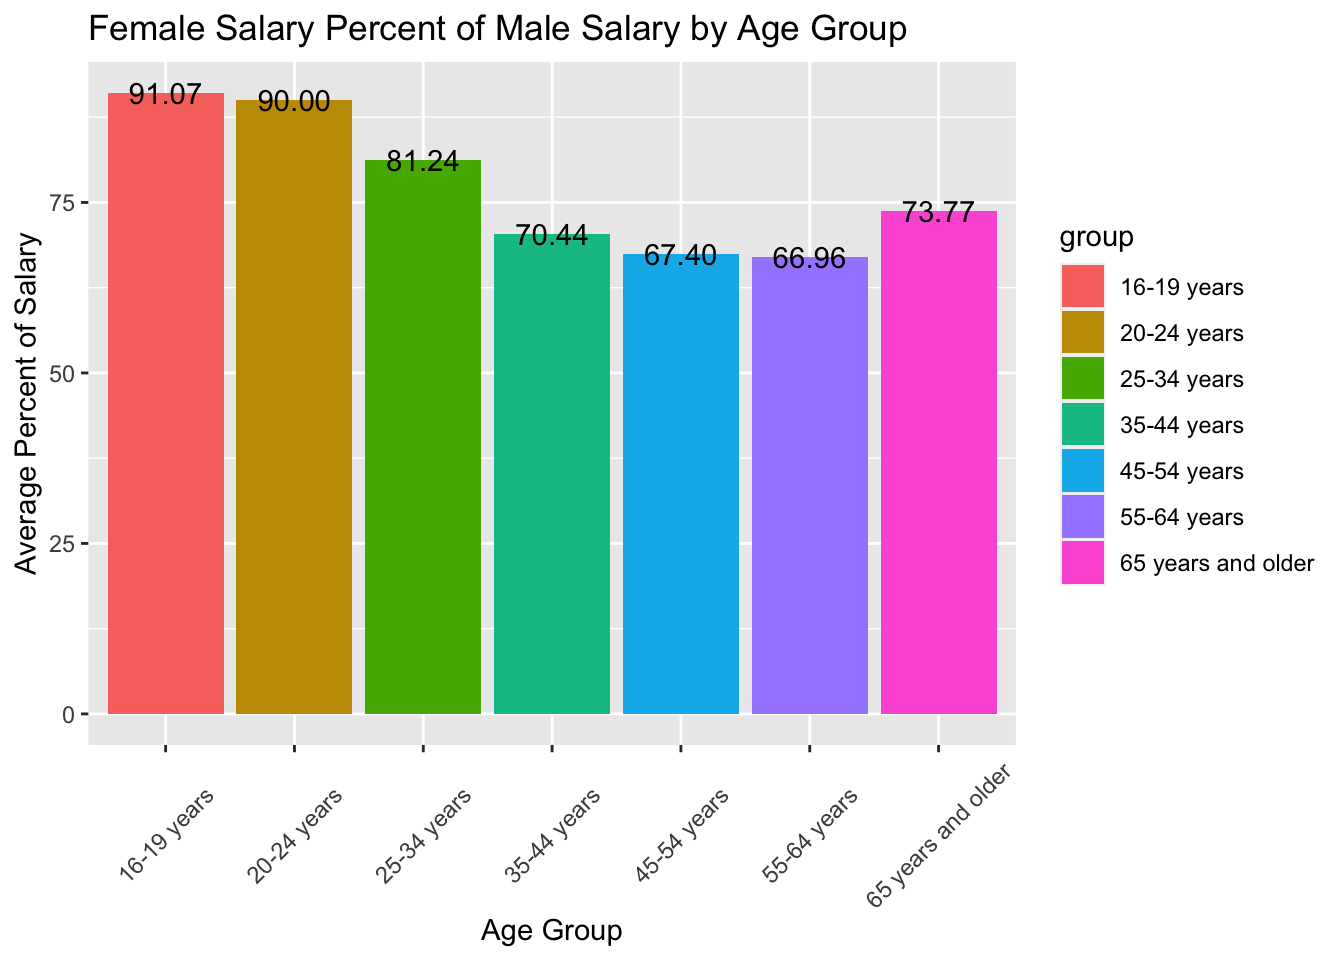 Female Salary Percent of Male Salary by Age Group
Average Percent of Salary
75
50
25
0
91.07
90.00
81.24
70.44
67.40
66.96
73.77
16-19 years
20-24 years
25-34 years
35-44 years
45-54 years
55-64 years
65 years and older
Age Group
group
16-19 years
20-24 years
25-34 years
35-44 years
45-54 years
55-64 years
65 years and older